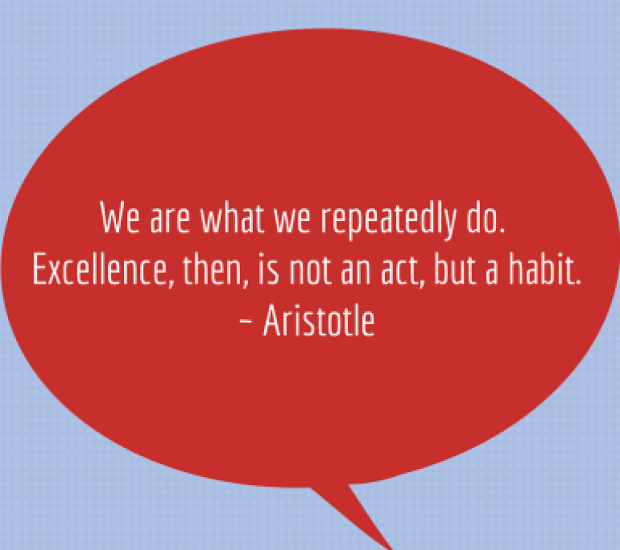 We are what we repeatedly do.
Excellence, then, is not an act, but a habit.
~ Aristotle